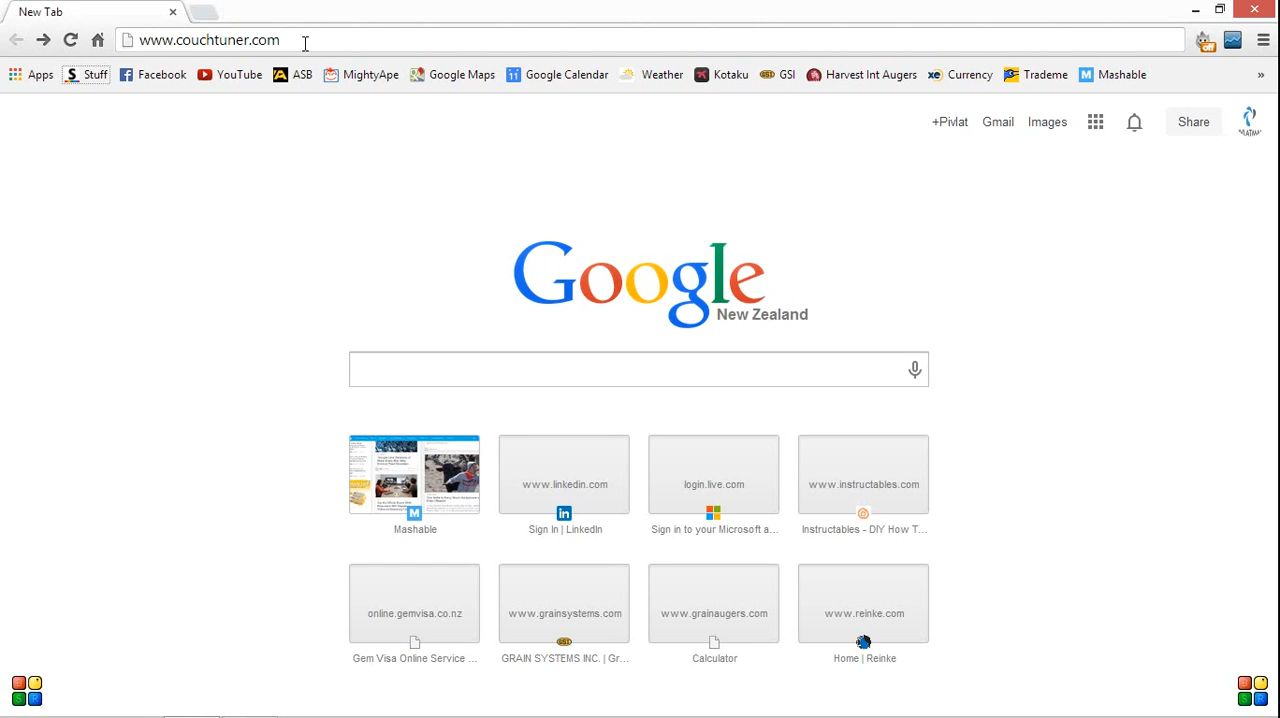 New Tab
www.couchtuner.com
off
Apps Stuff Facebook YouTube ASB MightyApe Google Maps Google Calendar Weather Kotaku GSI Harvest Int Augers Currency Trademe Mashable »
+Pivlat Gmail Images Share
Google
New Zealand
www.linkedin.com login.live.com www.instructables.com
Mashable Sign In | LinkedIn Sign in to your Microsoft a... Instructables - DIY How T...
online.gemvisa.co.nz www.grainsystems.com www.grainaugers.com www.reinke.com
Gem Visa Online Service ... GRAIN SYSTEMS INC. | Gr... Calculator Home | Reinke